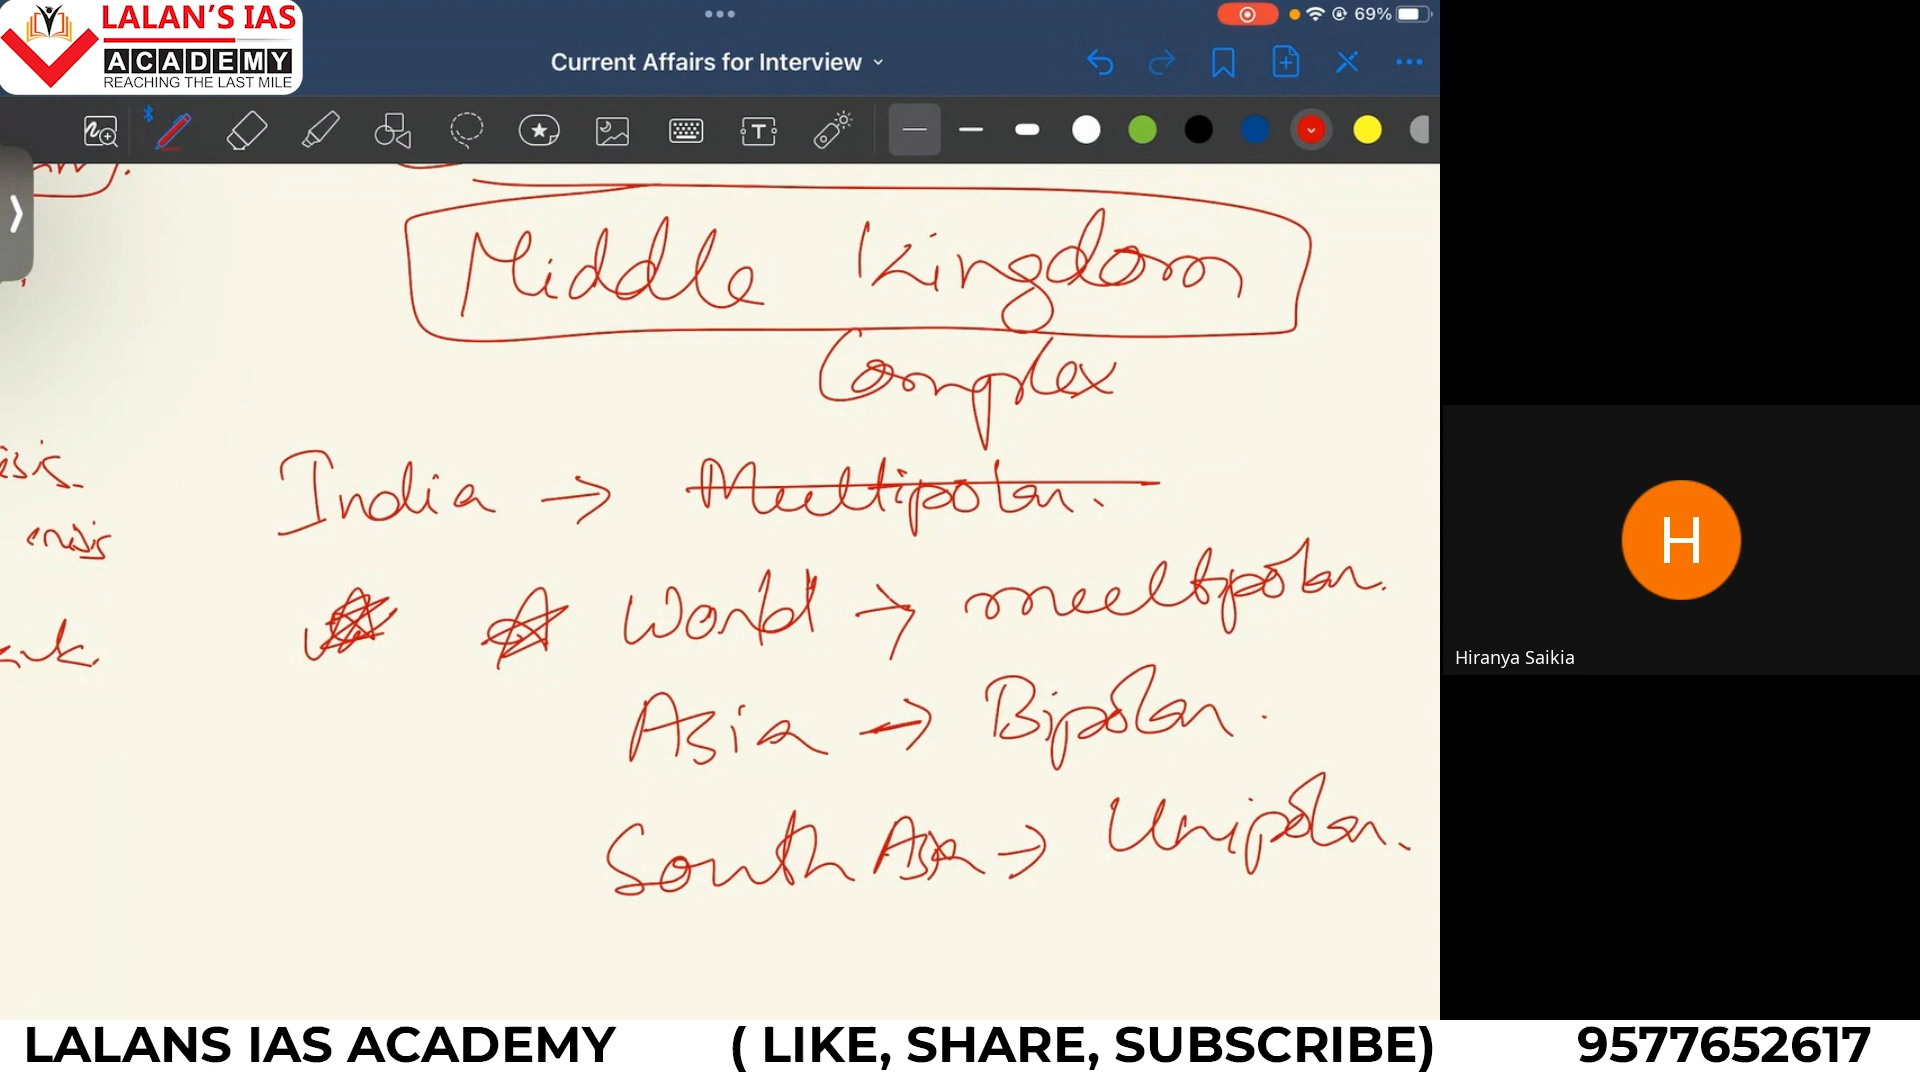 LALAN'S IAS
ACADEMY
REACHING THE LAST MILE
69%
Current Affairs for Interview
T
Middle Kingdom
Complex
India → Multipolar.
World → multipolar.
Asia → Bipolar.
South Asia → Unipolar.
crisis
H
Hiranya Saikia
LALANS IAS ACADEMY ( LIKE, SHARE, SUBSCRIBE) 9577652617